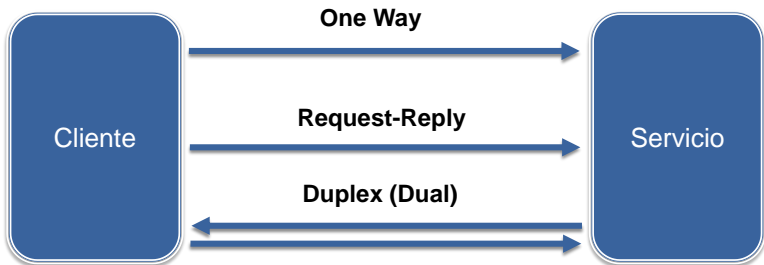 One Way
Cliente
Request-Reply
Servicio
Duplex (Dual)